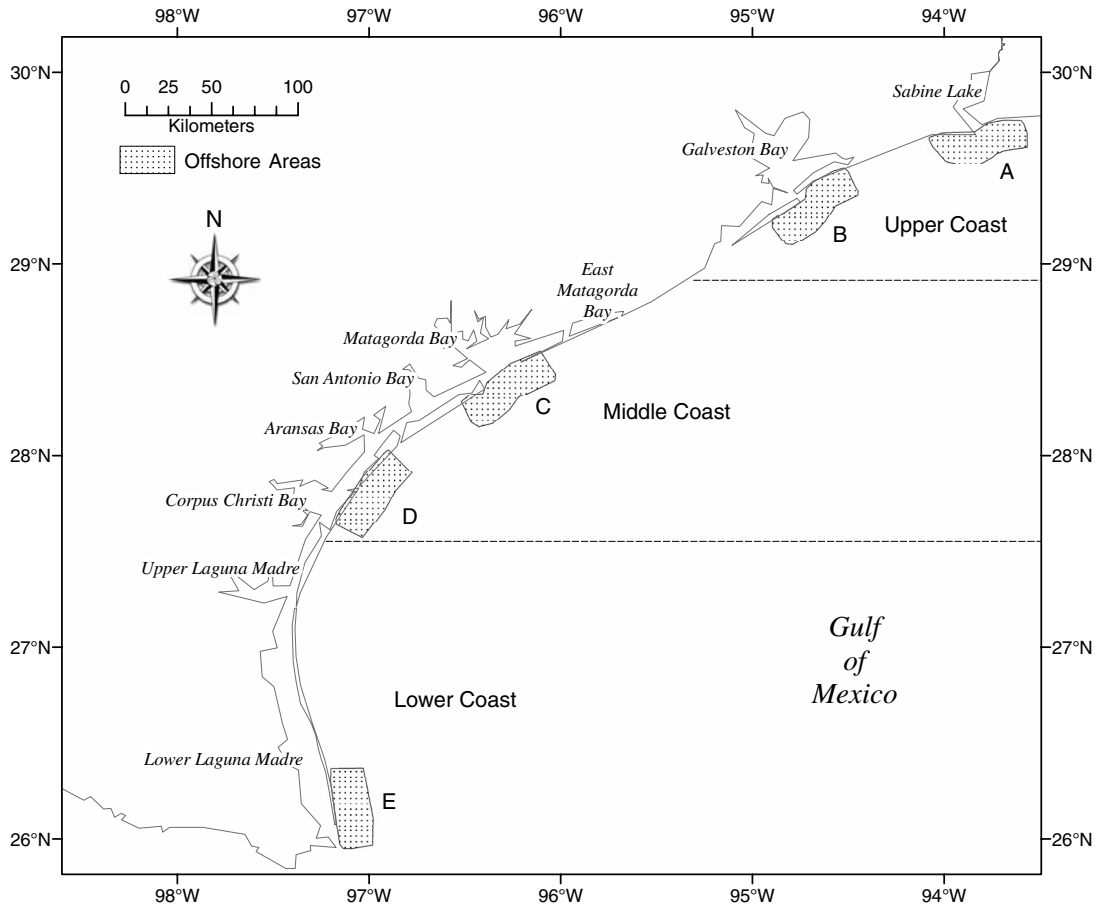 98°W 97°W 96°W 95°W 94°W
30°N 30°N
0 25 50 100
Kilometers
Offshore Areas
N
Sabine Lake
Galveston Bay
A
B
Upper Coast
29°N 29°N
East
Matagorda
Bay
Matagorda Bay
San Antonio Bay
C
Middle Coast
Aransas Bay
28°N 28°N
Corpus Christi Bay
D
Upper Laguna Madre
27°N 27°N
Gulf
of
Mexico
Lower Coast
Lower Laguna Madre
E
26°N 26°N
98°W 97°W 96°W 95°W 94°W